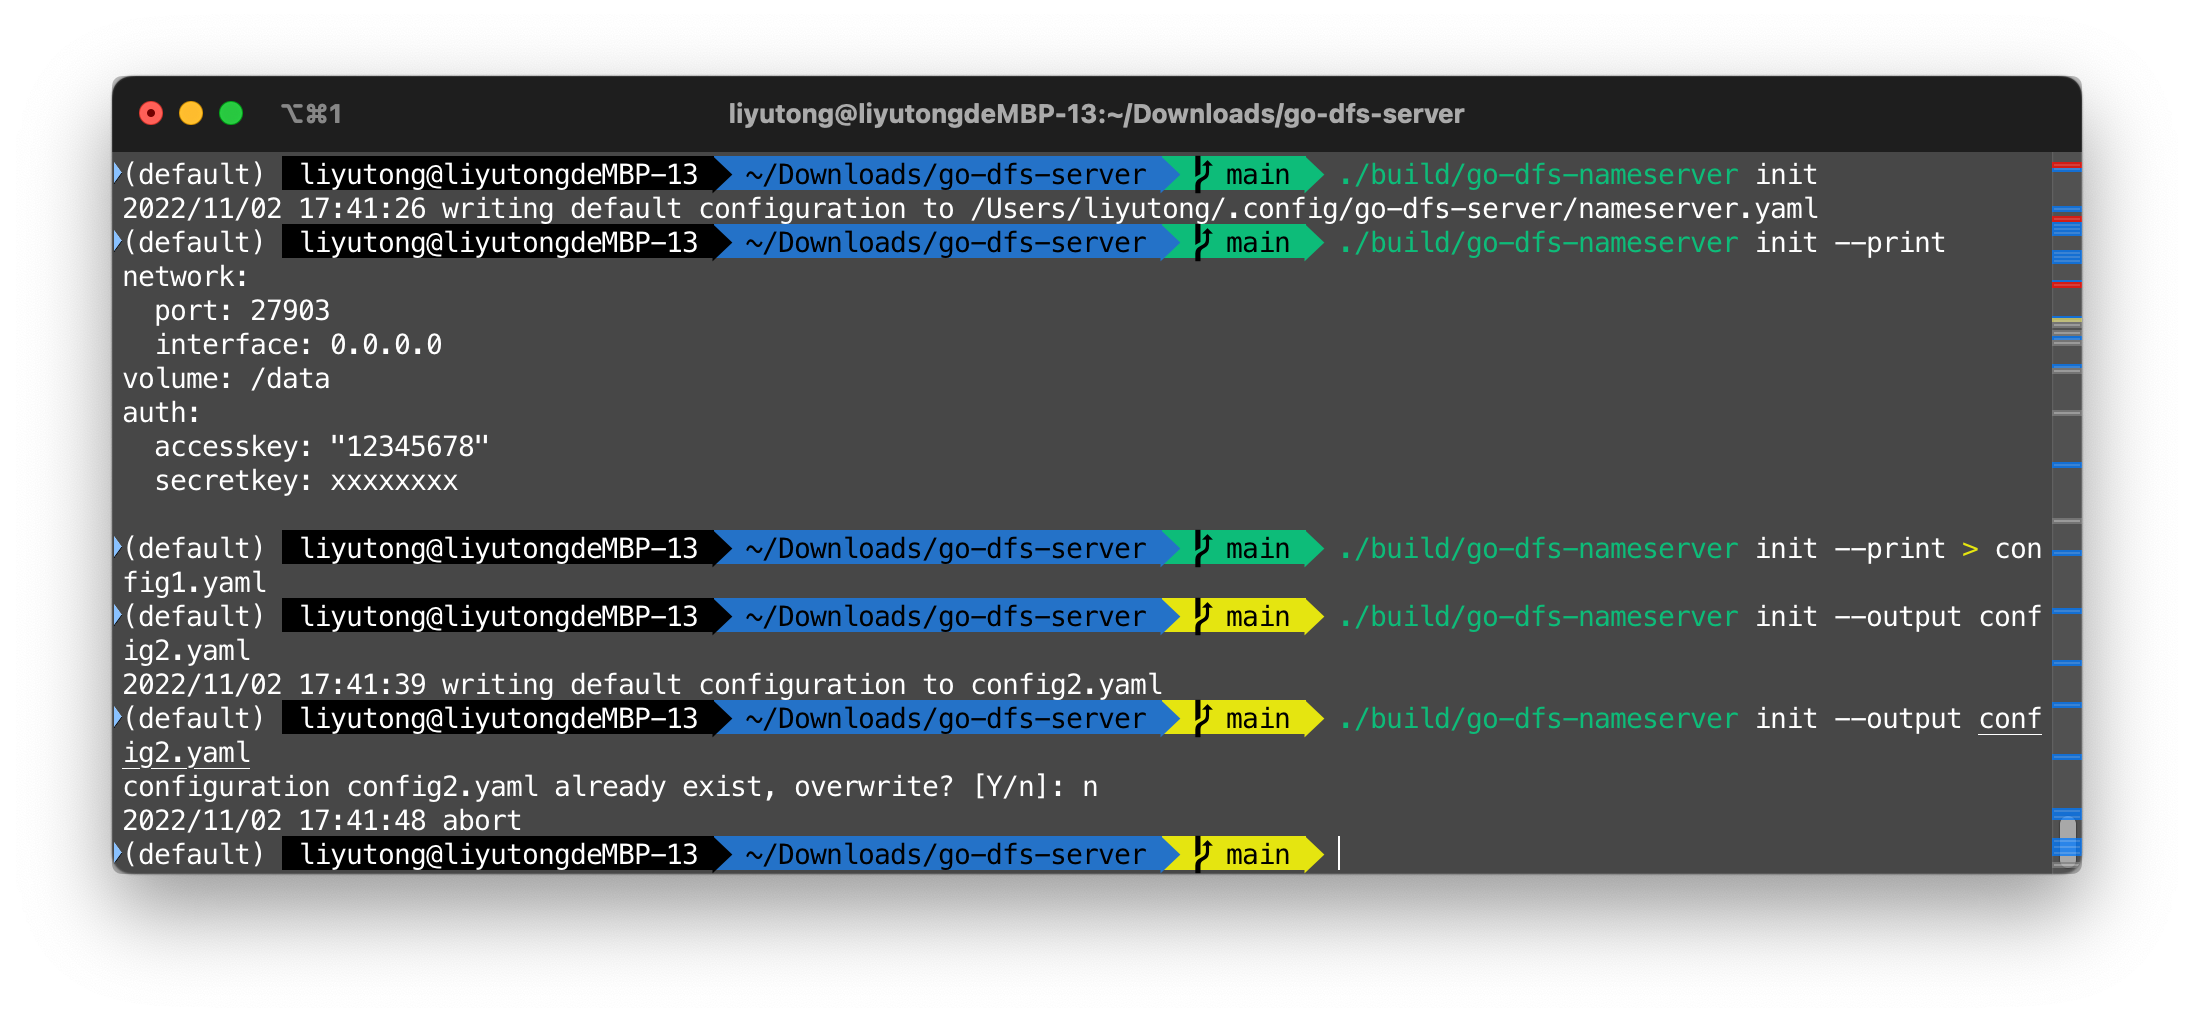 ⌥⌘1
liyutong@liyutongdeMBP-13:~/Downloads/go-dfs-server
(default) liyutong@liyutongdeMBP-13 ~/Downloads/go-dfs-server main ./build/go-dfs-nameserver init
2022/11/02 17:41:26 writing default configuration to /Users/liyutong/.config/go-dfs-server/nameserver.yaml
(default) liyutong@liyutongdeMBP-13 ~/Downloads/go-dfs-server main ./build/go-dfs-nameserver init --print
network:
  port: 27903
  interface: 0.0.0.0
volume: /data
auth:
  accesskey: "12345678"
  secretkey: xxxxxxxx
(default) liyutong@liyutongdeMBP-13 ~/Downloads/go-dfs-server main ./build/go-dfs-nameserver init --print > con
fig1.yaml
(default) liyutong@liyutongdeMBP-13 ~/Downloads/go-dfs-server main ./build/go-dfs-nameserver init --output conf
ig2.yaml
2022/11/02 17:41:39 writing default configuration to config2.yaml
(default) liyutong@liyutongdeMBP-13 ~/Downloads/go-dfs-server main ./build/go-dfs-nameserver init --output conf
ig2.yaml
configuration config2.yaml already exist, overwrite? [Y/n]: n
2022/11/02 17:41:48 abort
(default) liyutong@liyutongdeMBP-13 ~/Downloads/go-dfs-server main